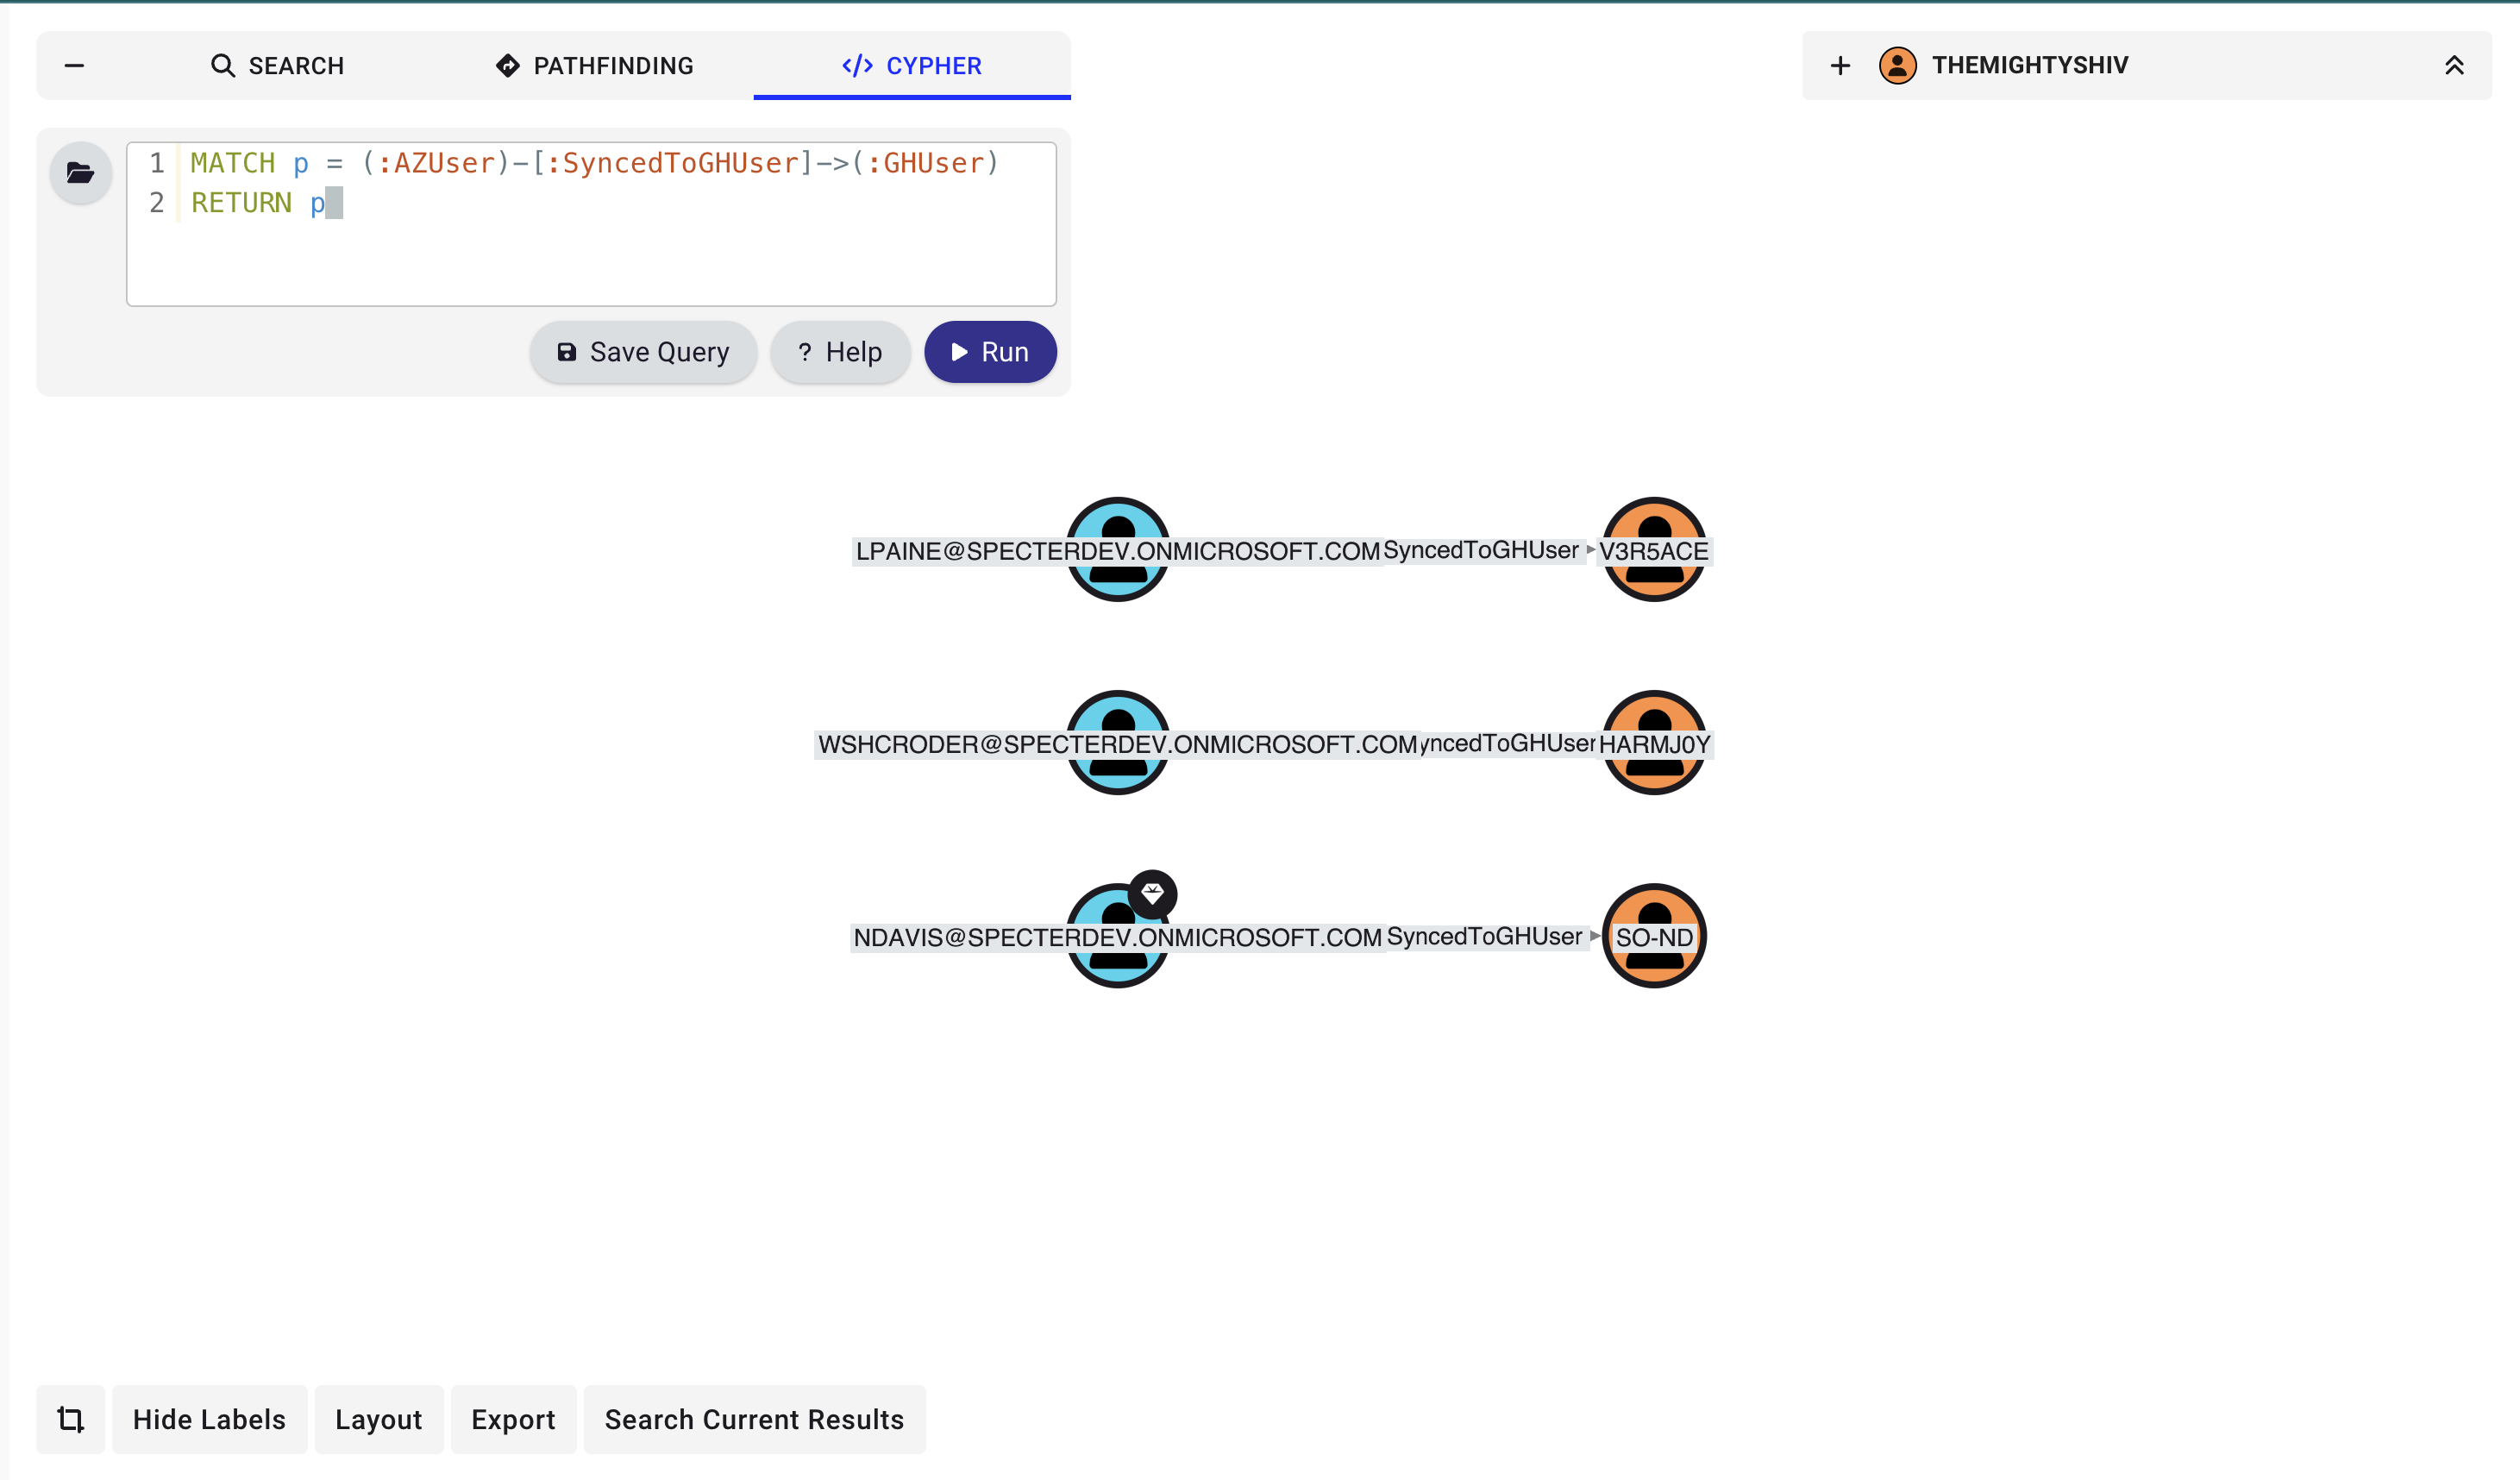 SEARCH PATHFINDING CYPHER
THEMIGHTYSHIV
1 MATCH p = (:AZUser)-[:SyncedToGHUser]->(:GHUser)
2 RETURN p
Save Query ? Help Run
LPAINE@SPECTERDEV.ONMICROSOFT.COM SyncedToGHUser V3R5ACE
WSHCRODER@SPECTERDEV.ONMICROSOFT.COM yncedToGHUser HARMJ0Y
NDAVIS@SPECTERDEV.ONMICROSOFT.COM SyncedToGHUser SO-ND
Hide Labels Layout Export Search Current Results